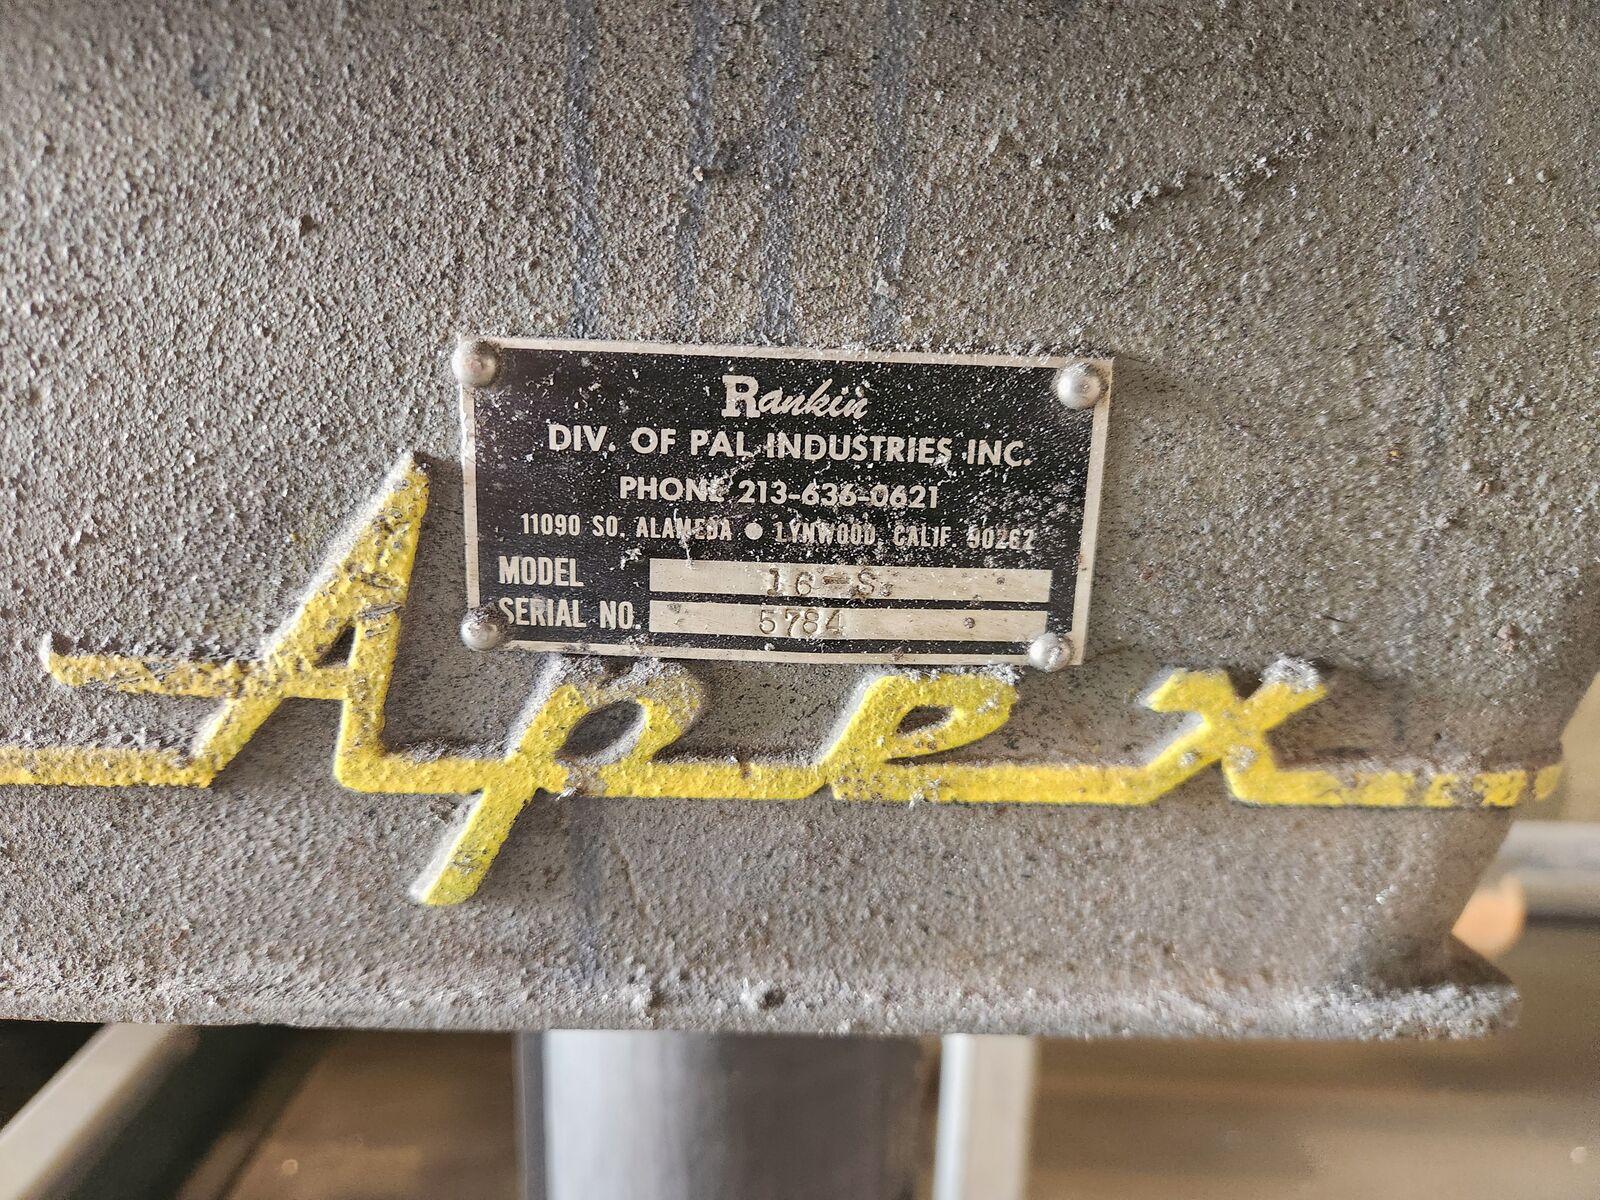 Rankin
DIV. OF PAL INDUSTRIES INC.
PHONE 213-636-0621
11090 SO. ALAMEDA • LYNWOOD, CALIF. 90262
MODEL 16-S
SERIAL NO. 5784
Apex